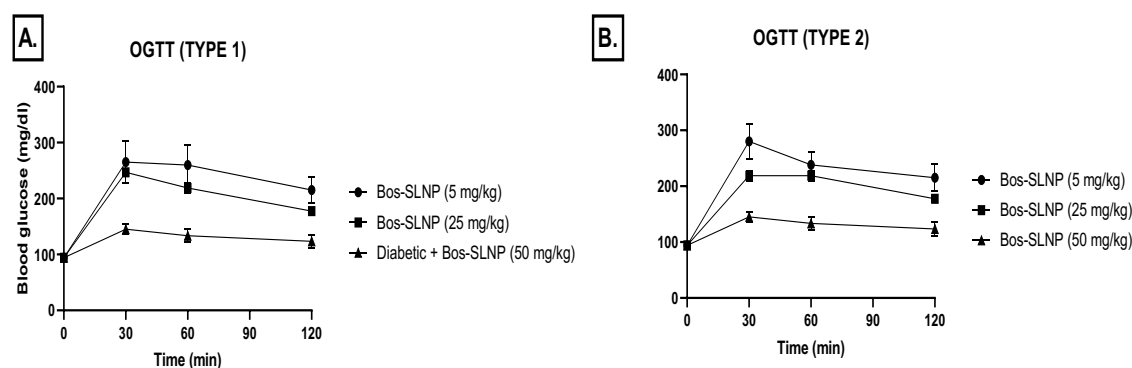 A.
OGTT (TYPE 1)
Blood glucose (mg/dl)
400
300
200
100
0
0 30 60 90 120
Time (min)
Bos-SLNP (5 mg/kg)
Bos-SLNP (25 mg/kg)
Diabetic + Bos-SLNP (50 mg/kg)
B.
OGTT (TYPE 2)
400
300
200
100
0
0 30 60 90 120
Time (min)
Bos-SLNP (5 mg/kg)
Bos-SLNP (25 mg/kg)
Bos-SLNP (50 mg/kg)